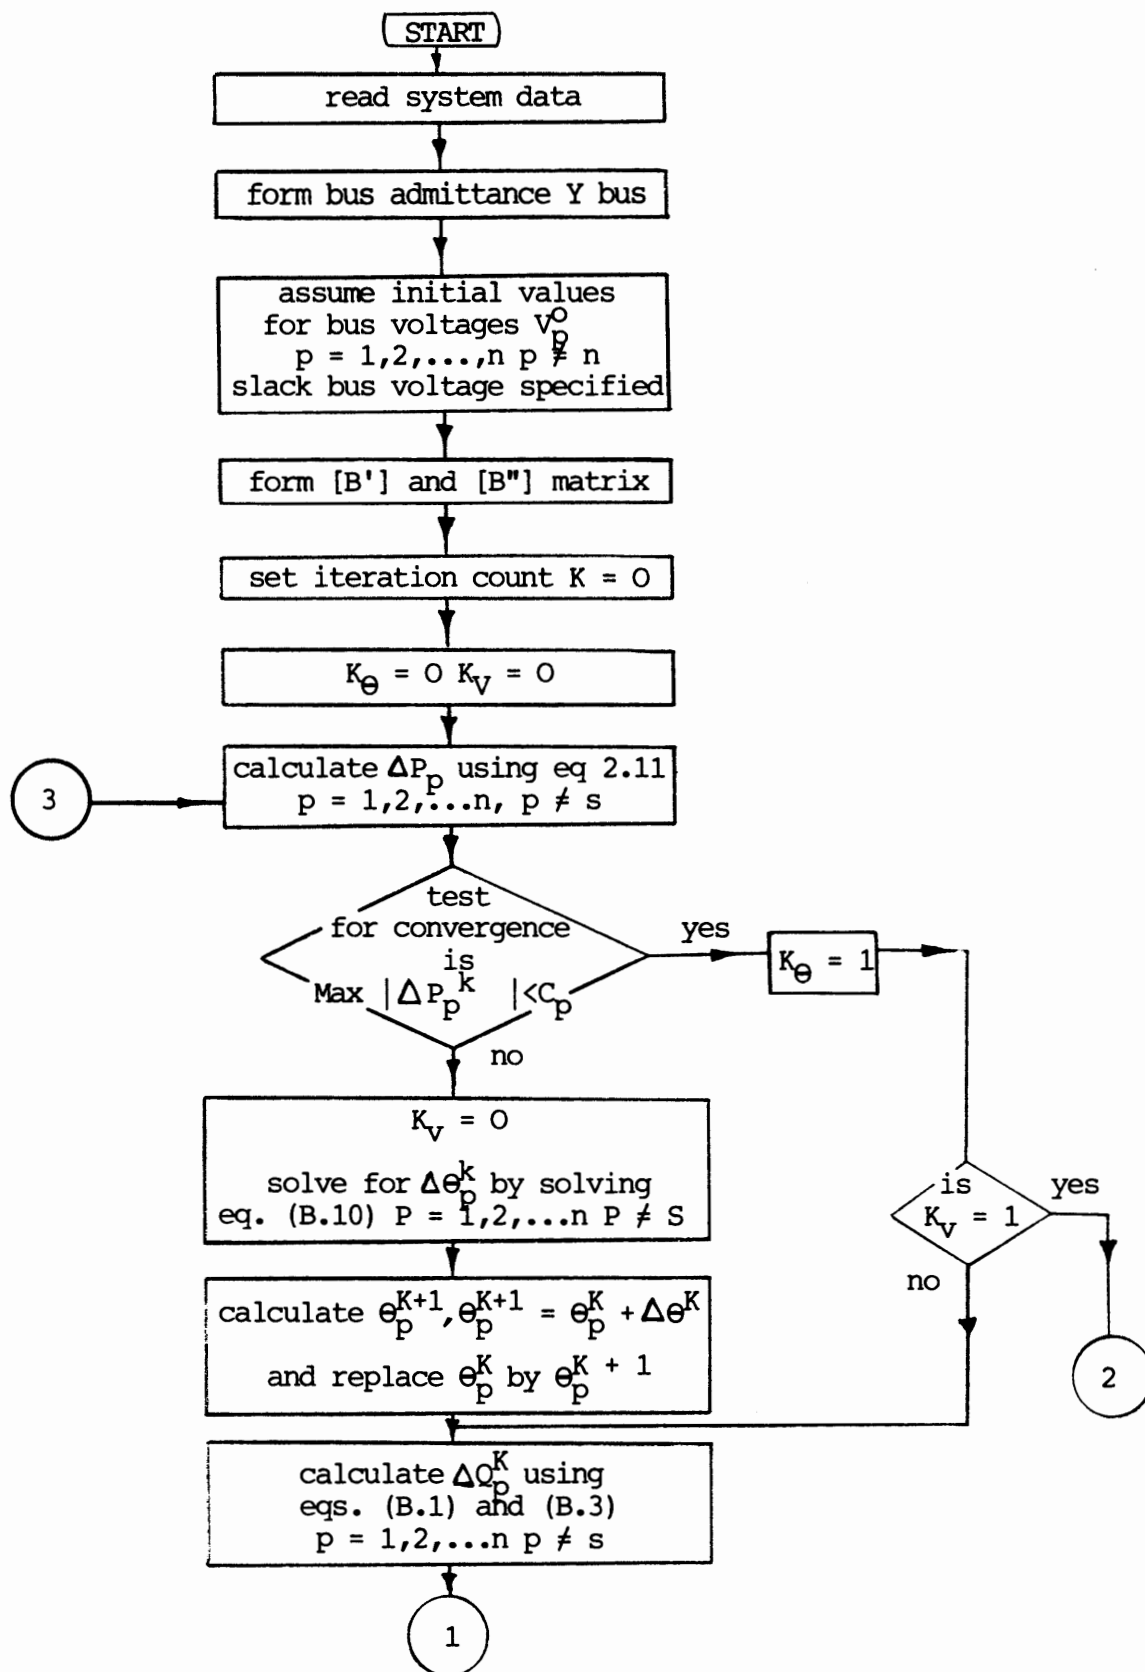 START
read system data
form bus admittance Y bus
assume initial values
for bus voltages V_p^o
p = 1,2,...,n p ≠ n
slack bus voltage specified
form [B'] and [B"] matrix
set iteration count K = O
K_Θ = O K_V = O
3
calculate ΔP_p using eq 2.11
p = 1,2,...n, p ≠ s
test
for convergence
is
Max |ΔP_p^k |<C_p
yes
K_Θ = 1
no
K_v = O
solve for ΔΘ_p^k by solving
eq. (B.10) P = 1,2,...n P ≠ S
is
K_V = 1
yes
no
2
calculate Θ_p^{K+1}, Θ_p^{K+1} = Θ_p^K + ΔΘ^K
and replace Θ_p^K by Θ_p^{K + 1}
calculate ΔQ_p^K using
eqs. (B.1) and (B.3)
p = 1,2,...n p ≠ s
1